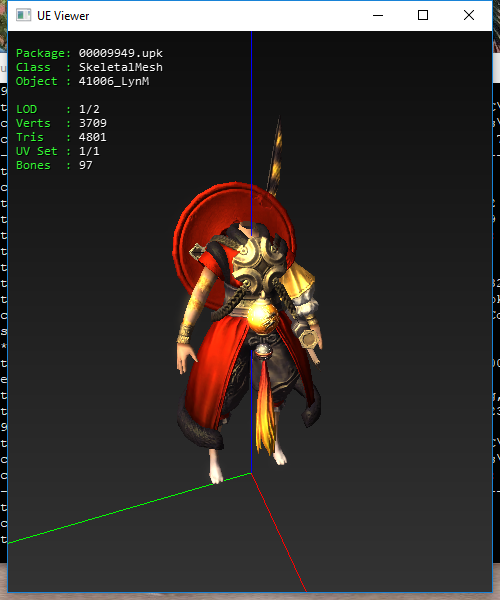 UE Viewer
Package: 00009949.upk
Class : SkeletalMesh
Object : 41006_LynM
LOD : 1/2
Verts : 3709
Tris : 4801
UV Set : 1/1
Bones : 97